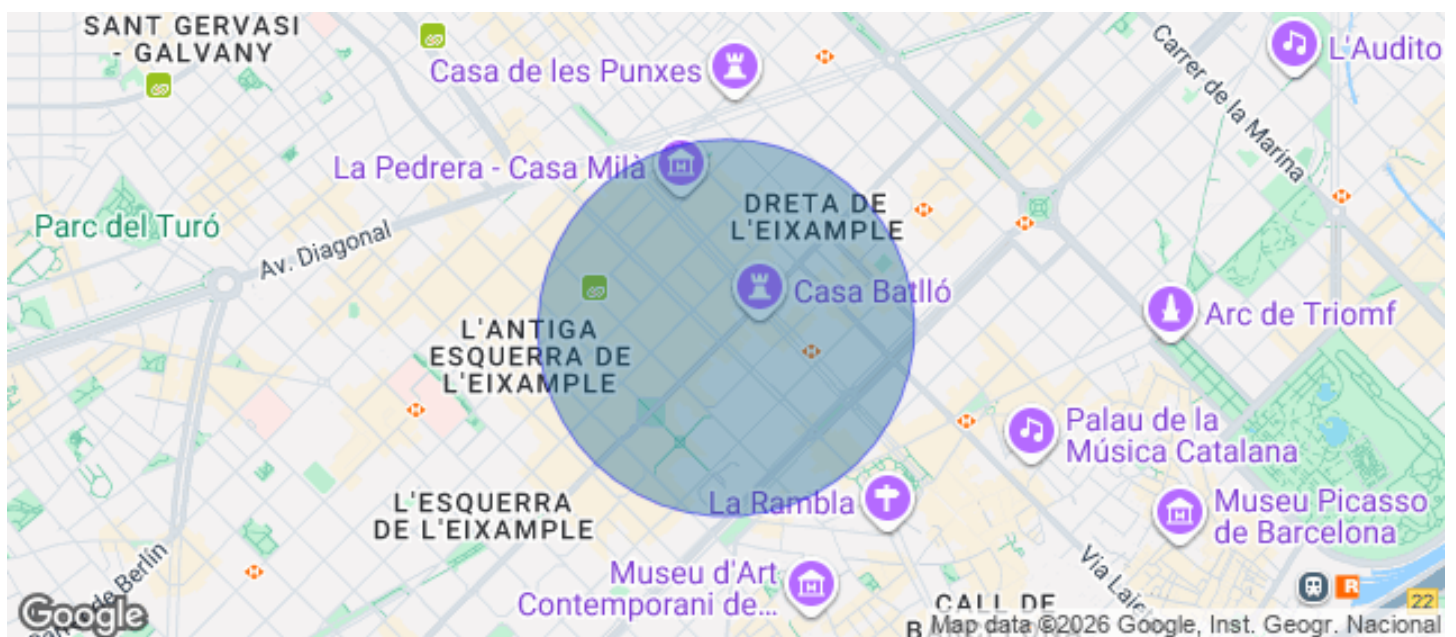 SANT GERVASI
- GALVANY
Casa de les Punxes
L'Audito
Carrer de la Marina
La Pedrera - Casa Milà
DRETA DE
L'EIXAMPLE
Parc del Turó
Av. Diagonal
Casa Batlló
Arc de Triomf
L'ANTIGA
ESQUERRA DE
L'EIXAMPLE
Palau de la
Música Catalana
L'ESQUERRA
DE L'EIXAMPLE
La Rambla
Museu Picasso
de Barcelona
Museu d'Art
Contemporani de...
Via Laiet
de Berlín
R
22
CALL DE
Google
Map data ©2026 Google, Inst. Geogr. Nacional